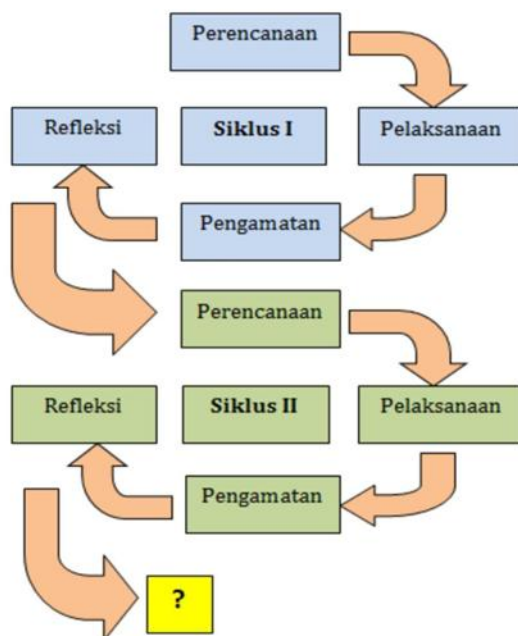 Perencanaan
Refleksi
Siklus I
Pelaksanaan
Pengamatan
Perencanaan
Refleksi
Siklus II
Pelaksanaan
Pengamatan
?